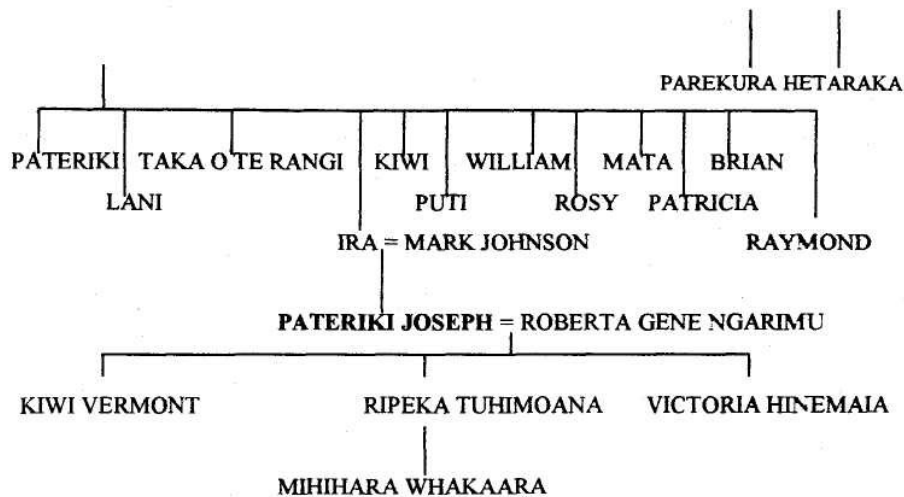 PAREKURA HETARAKA
PATERIKI TAKA O TE RANGI KIWI WILLIAM MATA BRIAN
LANI PUTI ROSY PATRICIA
IRA = MARK JOHNSON RAYMOND
PATERIKI JOSEPH = ROBERTA GENE NGARIMU
KIWI VERMONT RIPEKA TUHIMOANA VICTORIA HINEMAIA
MIHIHARA WHAKAARA